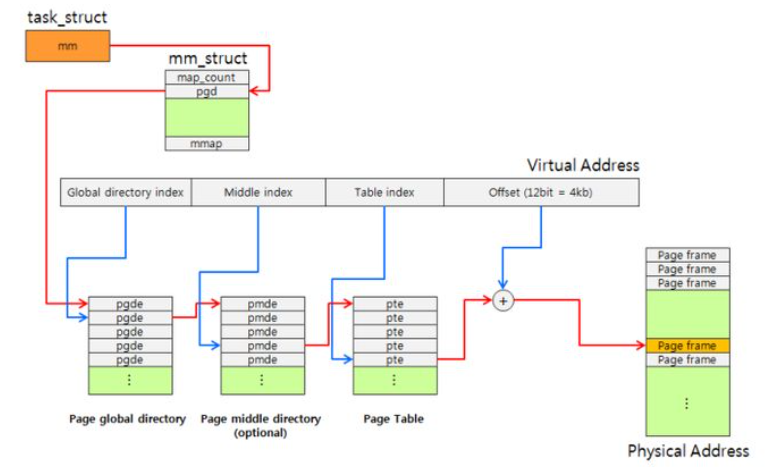 task_struct
mm
mm_struct
map_count
pgd
mmap
Virtual Address
Global directory index
Middle index
Table index
Offset (12bit = 4kb)
Page frame
Page frame
Page frame
pgde
pgde
pgde
pgde
pgde
⋮
pmde
pmde
pmde
pmde
pmde
⋮
pte
pte
pte
pte
pte
⋮
+
Page frame
Page frame
⋮
Page global directory
Page middle directory
(optional)
Page Table
Physical Address